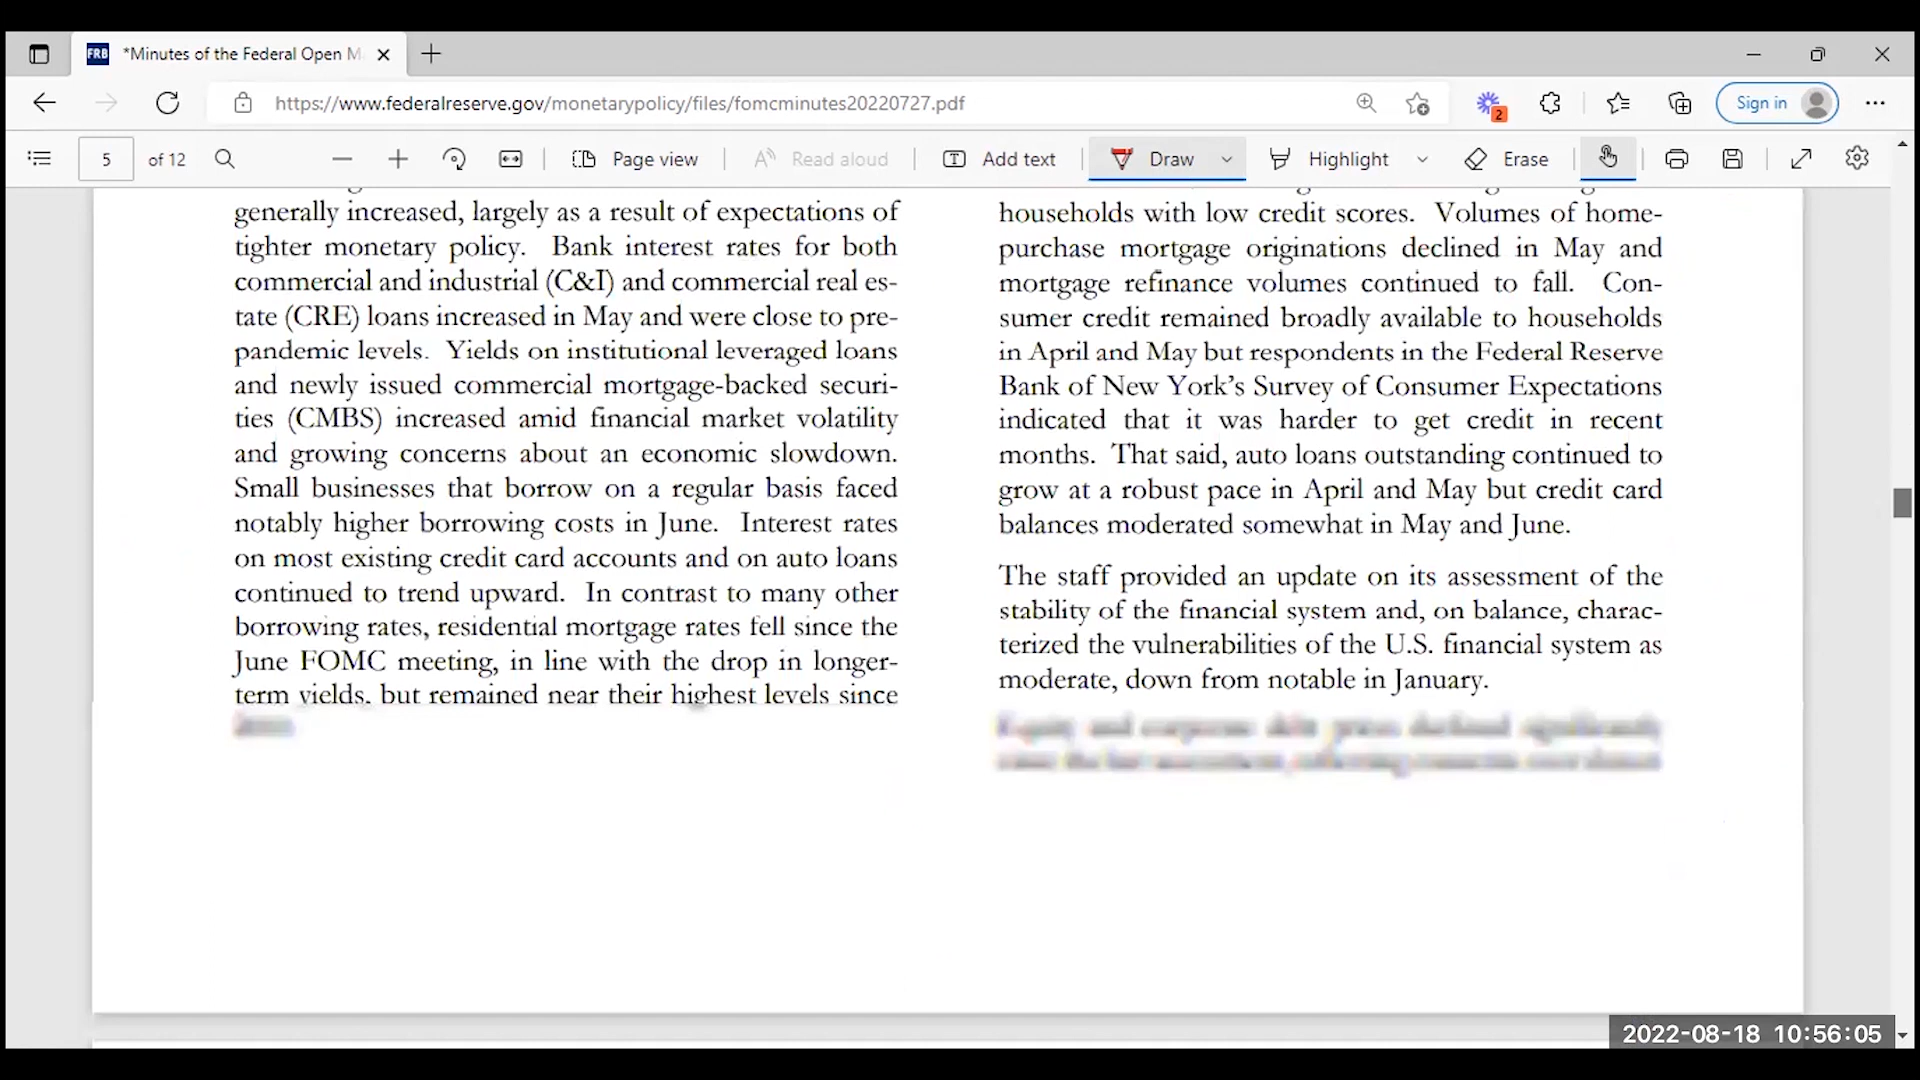 *Minutes of the Federal Open M
https://www.federalreserve.gov/monetarypolicy/files/fomcminutes20220727.pdf
2
Sign in
5 of 12
Page view
Read aloud
Add text
Draw
Highlight
Erase
generally increased, largely as a result of expectations of
tighter monetary policy. Bank interest rates for both
commercial and industrial (C&I) and commercial real es-
tate (CRE) loans increased in May and were close to pre-
pandemic levels. Yields on institutional leveraged loans
and newly issued commercial mortgage-backed securi-
ties (CMBS) increased amid financial market volatility
and growing concerns about an economic slowdown.
Small businesses that borrow on a regular basis faced
notably higher borrowing costs in June. Interest rates
on most existing credit card accounts and on auto loans
continued to trend upward. In contrast to many other
borrowing rates, residential mortgage rates fell since the
June FOMC meeting, in line with the drop in longer-
term yields, but remained near their highest levels since
households with low credit scores. Volumes of home-
purchase mortgage originations declined in May and
mortgage refinance volumes continued to fall. Con-
sumer credit remained broadly available to households
in April and May but respondents in the Federal Reserve
Bank of New York's Survey of Consumer Expectations
indicated that it was harder to get credit in recent
months. That said, auto loans outstanding continued to
grow at a robust pace in April and May but credit card
balances moderated somewhat in May and June.
The staff provided an update on its assessment of the
stability of the financial system and, on balance, charac-
terized the vulnerabilities of the U.S. financial system as
moderate, down from notable in January.
2022-08-18 10:56:05
FRB